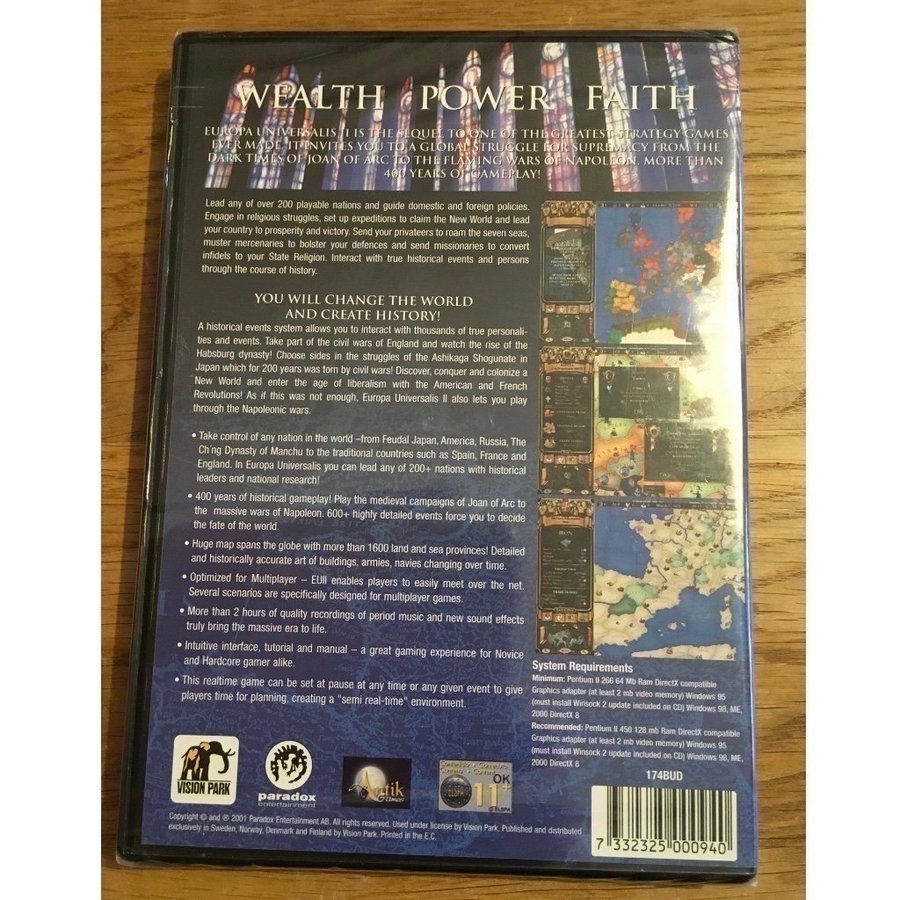 WEALTH POWER FAITH
EUROPA UNIVERSALIS II IS THE SEQUEL TO ONE OF THE GREATEST STRATEGY GAMES
EVER MADE. IT INVITES YOU TO A GLOBAL STRUGGLE FOR SUPREMACY FROM THE
DARK TIMES OF JOAN OF ARC TO THE FLAMING WARS OF NAPOLEON. MORE THAN
400 YEARS OF GAMEPLAY!
Lead any of over 200 playable nations and guide domestic and foreign policies.
Engage in religious struggles, set up expeditions to claim the New World and lead
your country to prosperity and victory. Send your privateers to roam the seven seas,
muster mercenaries to bolster your defences and send missionaries to convert
infidels to your State Religion. Interact with true historical events and persons
through the course of history.
YOU WILL CHANGE THE WORLD
AND CREATE HISTORY!
A historical events system allows you to interact with thousands of true personali-
ties and events. Take part of the civil wars of England and watch the rise of the
Habsburg dynasty! Choose sides in the struggles of the Ashikaga Shogunate in
Japan which for 200 years was torn by civil wars! Discover, conquer and colonize a
New World and enter the age of liberalism with the American and French
Revolutions! As if this was not enough, Europa Universalis II also lets you play
through the Napoleonic wars.
• Take control of any nation in the world –from Feudal Japan, America, Russia, The
Ch'ng Dynasty of Manchu to the traditional countries such as Spain, France and
England. In Europa Universalis you can lead any of 200+ nations with historical
leaders and national research!
• 400 years of historical gameplay! Play the medieval campaigns of Joan of Arc to
the massive wars of Napoleon. 600+ highly detailed events force you to decide
the fate of the world.
• Huge map spans the globe with more than 1600 land and sea provinces! Detailed
and historically accurate art of buildings, armies, navies changing over time.
• Optimized for Multiplayer – EUII enables players to easily meet over the net.
Several scenarios are specifically designed for multiplayer games.
• More than 2 hours of quality recordings of period music and new sound effects
truly bring the massive era to life.
• Intuitive interface, tutorial and manual – a great gaming experience for Novice
and Hardcore gamer alike.
• This realtime game can be set at pause at any time or any given event to give
players time for planning, creating a "semi real-time" environment.
System Requirements
Minimum: Pentium II 266 64 Mb Ram DirectX compatible
Graphics adapter (at least 2 mb video memory) Windows 95
(must install Winsock 2 update included on CD) Windows 98, ME,
2000 DirectX 8
Recommended: Pentium II 450 128 mb Ram DirectX compatible
Graphics adapter (at least 2 mb video memory) Windows 95
(must install Winsock 2 update included on CD) Windows 98, ME,
2000 DirectX 8
174BUD
VISION PARK
paradox
entertainment
Antik
Games
ELSPA
OK
11+
© ELSPA
Copyright © and ℗ 2001 Paradox Entertainment AB. All rights reserved. Used under license by Vision Park. Published and distributed
exclusively in Sweden, Norway, Denmark and Finland by Vision Park. Printed in the E.C.
7 332325 000940